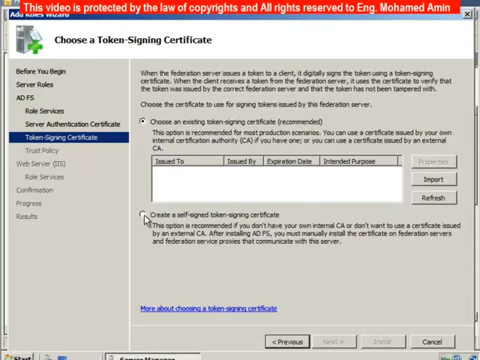 This video is protected by the law of copyrights and All rights reserved to Eng. Mohamed Amin
Add Roles Wizard
Choose a Token-Signing Certificate
Before You Begin
Server Roles
AD FS
Role Services
Server Authentication Certificate
Token-Signing Certificate
Trust Policy
Web Server (IIS)
Role Services
Confirmation
Progress
Results
When the federation server issues a token to a client, it digitally signs the token using a token-signing
certificate. When the client receives a token from the federation server, it uses the certificate to verify that
the token was issued by the correct federation server and that the token has not been tampered with.
Choose the certificate to use for signing tokens issued by this federation server.
Choose an existing token-signing certificate (recommended)
This option is recommended for most production scenarios. You can use a certificate issued by your own
internal certification authority (CA) if you have one; or you can use a certificate issued by an external
CA.
Issued To Issued By Expiration Date Intended Purpose
Properties
Import
Refresh
Create a self-signed token-signing certificate
This option is recommended if you don't have your own internal CA or don't want to use a certificate issued
by an external CA. After installing AD FS, you must manually install the certificate on federation servers
and federation service proxies that communicate with this server.
More about choosing a token-signing certificate
< Previous Next > Install Cancel
Start Server Manager